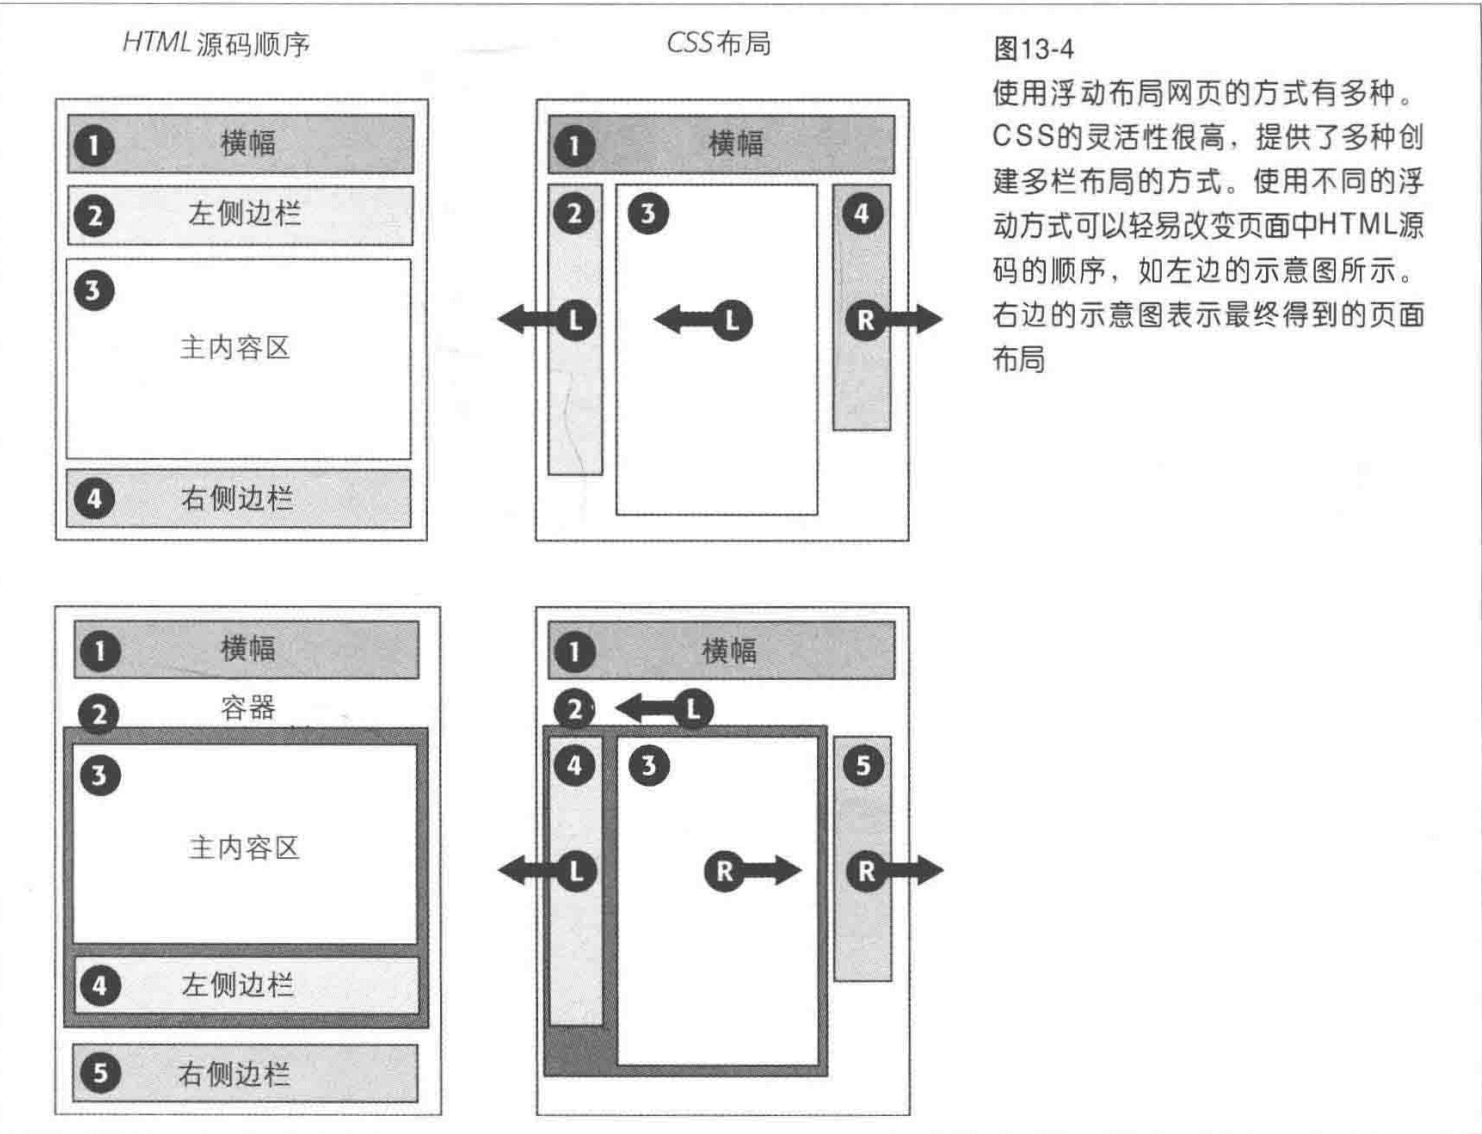 HTML源码顺序
CSS布局
1 横幅
2 左侧边栏
3
主内容区
4 右侧边栏
1 横幅
2 3 4
L L R
图13-4
使用浮动布局网页的方式有多种。
CSS的灵活性很高，提供了多种创
建多栏布局的方式。使用不同的浮
动方式可以轻易改变页面中HTML源
码的顺序，如左边的示意图所示。
右边的示意图表示最终得到的页面
布局
1 横幅
2 容器
3
主内容区
4 左侧边栏
5 右侧边栏
1 横幅
2 L
4 3 5
L R R